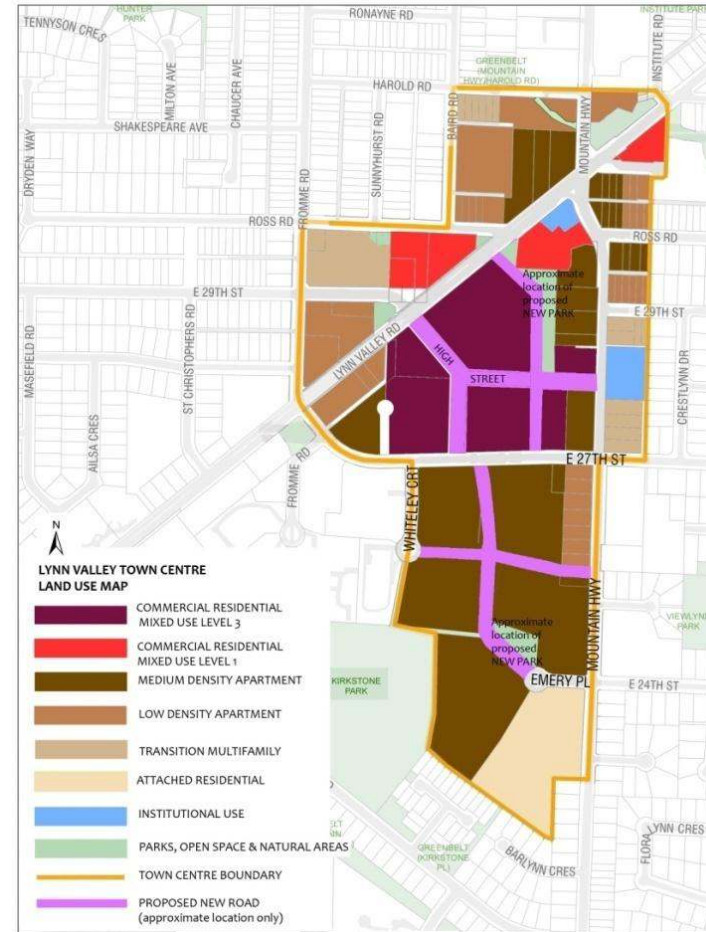 HUNTER
PARK
TENNYSON CRES
RONAYNE RD
INSTITUTE PARK
INSTITUTE RD
MILTON AVE
CHAUCER AVE
GREENBELT
(MOUNTAIN
HWY/HAROLD RD)
HAROLD RD
BAIRD RD
MOUNTAIN HWY
SHAKESPEARE AVE
DRYDEN WAY
SUNNYHURST RD
FROMME RD
ROSS RD
ROSS RD
E 29TH ST
Approximate
location of
proposed
NEW PARK
E 29TH ST
MASEFIELD RD
ST CHRISTOPHERS RD
LYNN VALLEY RD
HIGH
STREET
CRESTLYNN DR
AILSA CRES
FROMME RD
E 27TH ST
WHITELEY CRT
MOUNTAIN HWY
VIEWLYNN
PARK
Approximate
location of
proposed
NEW PARK
KIRKSTONE
PARK
EMERY PL
E 24TH ST
LYNN CRES
FLORA
BARLYNN CRES
GREENBELT
(KIRKSTONE
PL)
N
LYNN VALLEY TOWN CENTRE
LAND USE MAP
COMMERCIAL RESIDENTIAL
MIXED USE LEVEL 3
COMMERCIAL RESIDENTIAL
MIXED USE LEVEL 1
MEDIUM DENSITY APARTMENT
LOW DENSITY APARTMENT
TRANSITION MULTIFAMILY
ATTACHED RESIDENTIAL
INSTITUTIONAL USE
PARKS, OPEN SPACE & NATURAL AREAS
TOWN CENTRE BOUNDARY
PROPOSED NEW ROAD
(approximate location only)